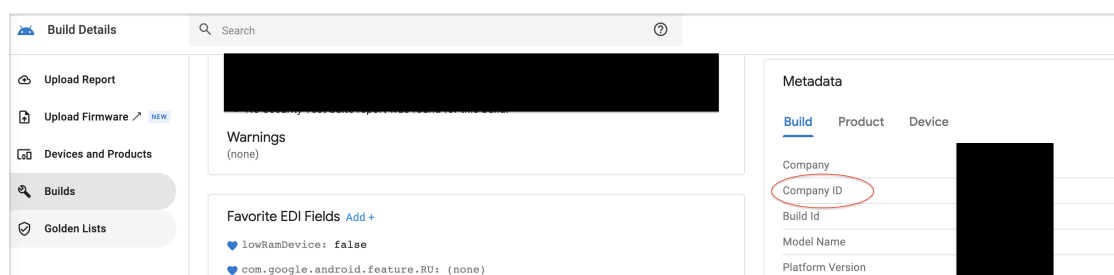 Build Details
Search
Upload Report
Upload Firmware ↗ NEW
Devices and Products
Builds
Golden Lists
Warnings
(none)
Favorite EDI Fields Add +
lowRamDevice: false
com.google.android.feature.RU: (none)
Metadata
Build Product Device
Company
Company ID
Build Id
Model Name
Platform Version